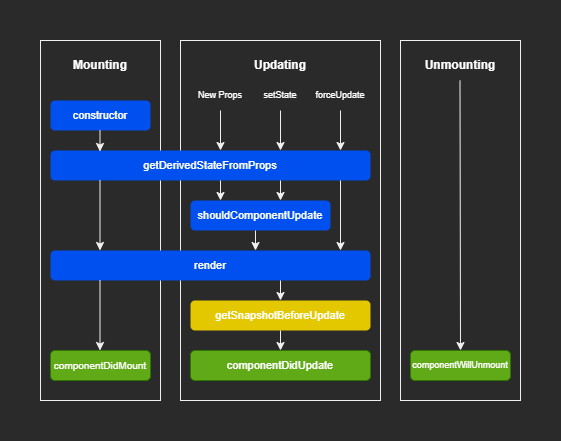 Mounting
Updating
Unmounting
New Props
setState
forceUpdate
constructor
getDerivedStateFromProps
shouldComponentUpdate
render
getSnapshotBeforeUpdate
componentDidMount
componentDidUpdate
componentWillUnmount